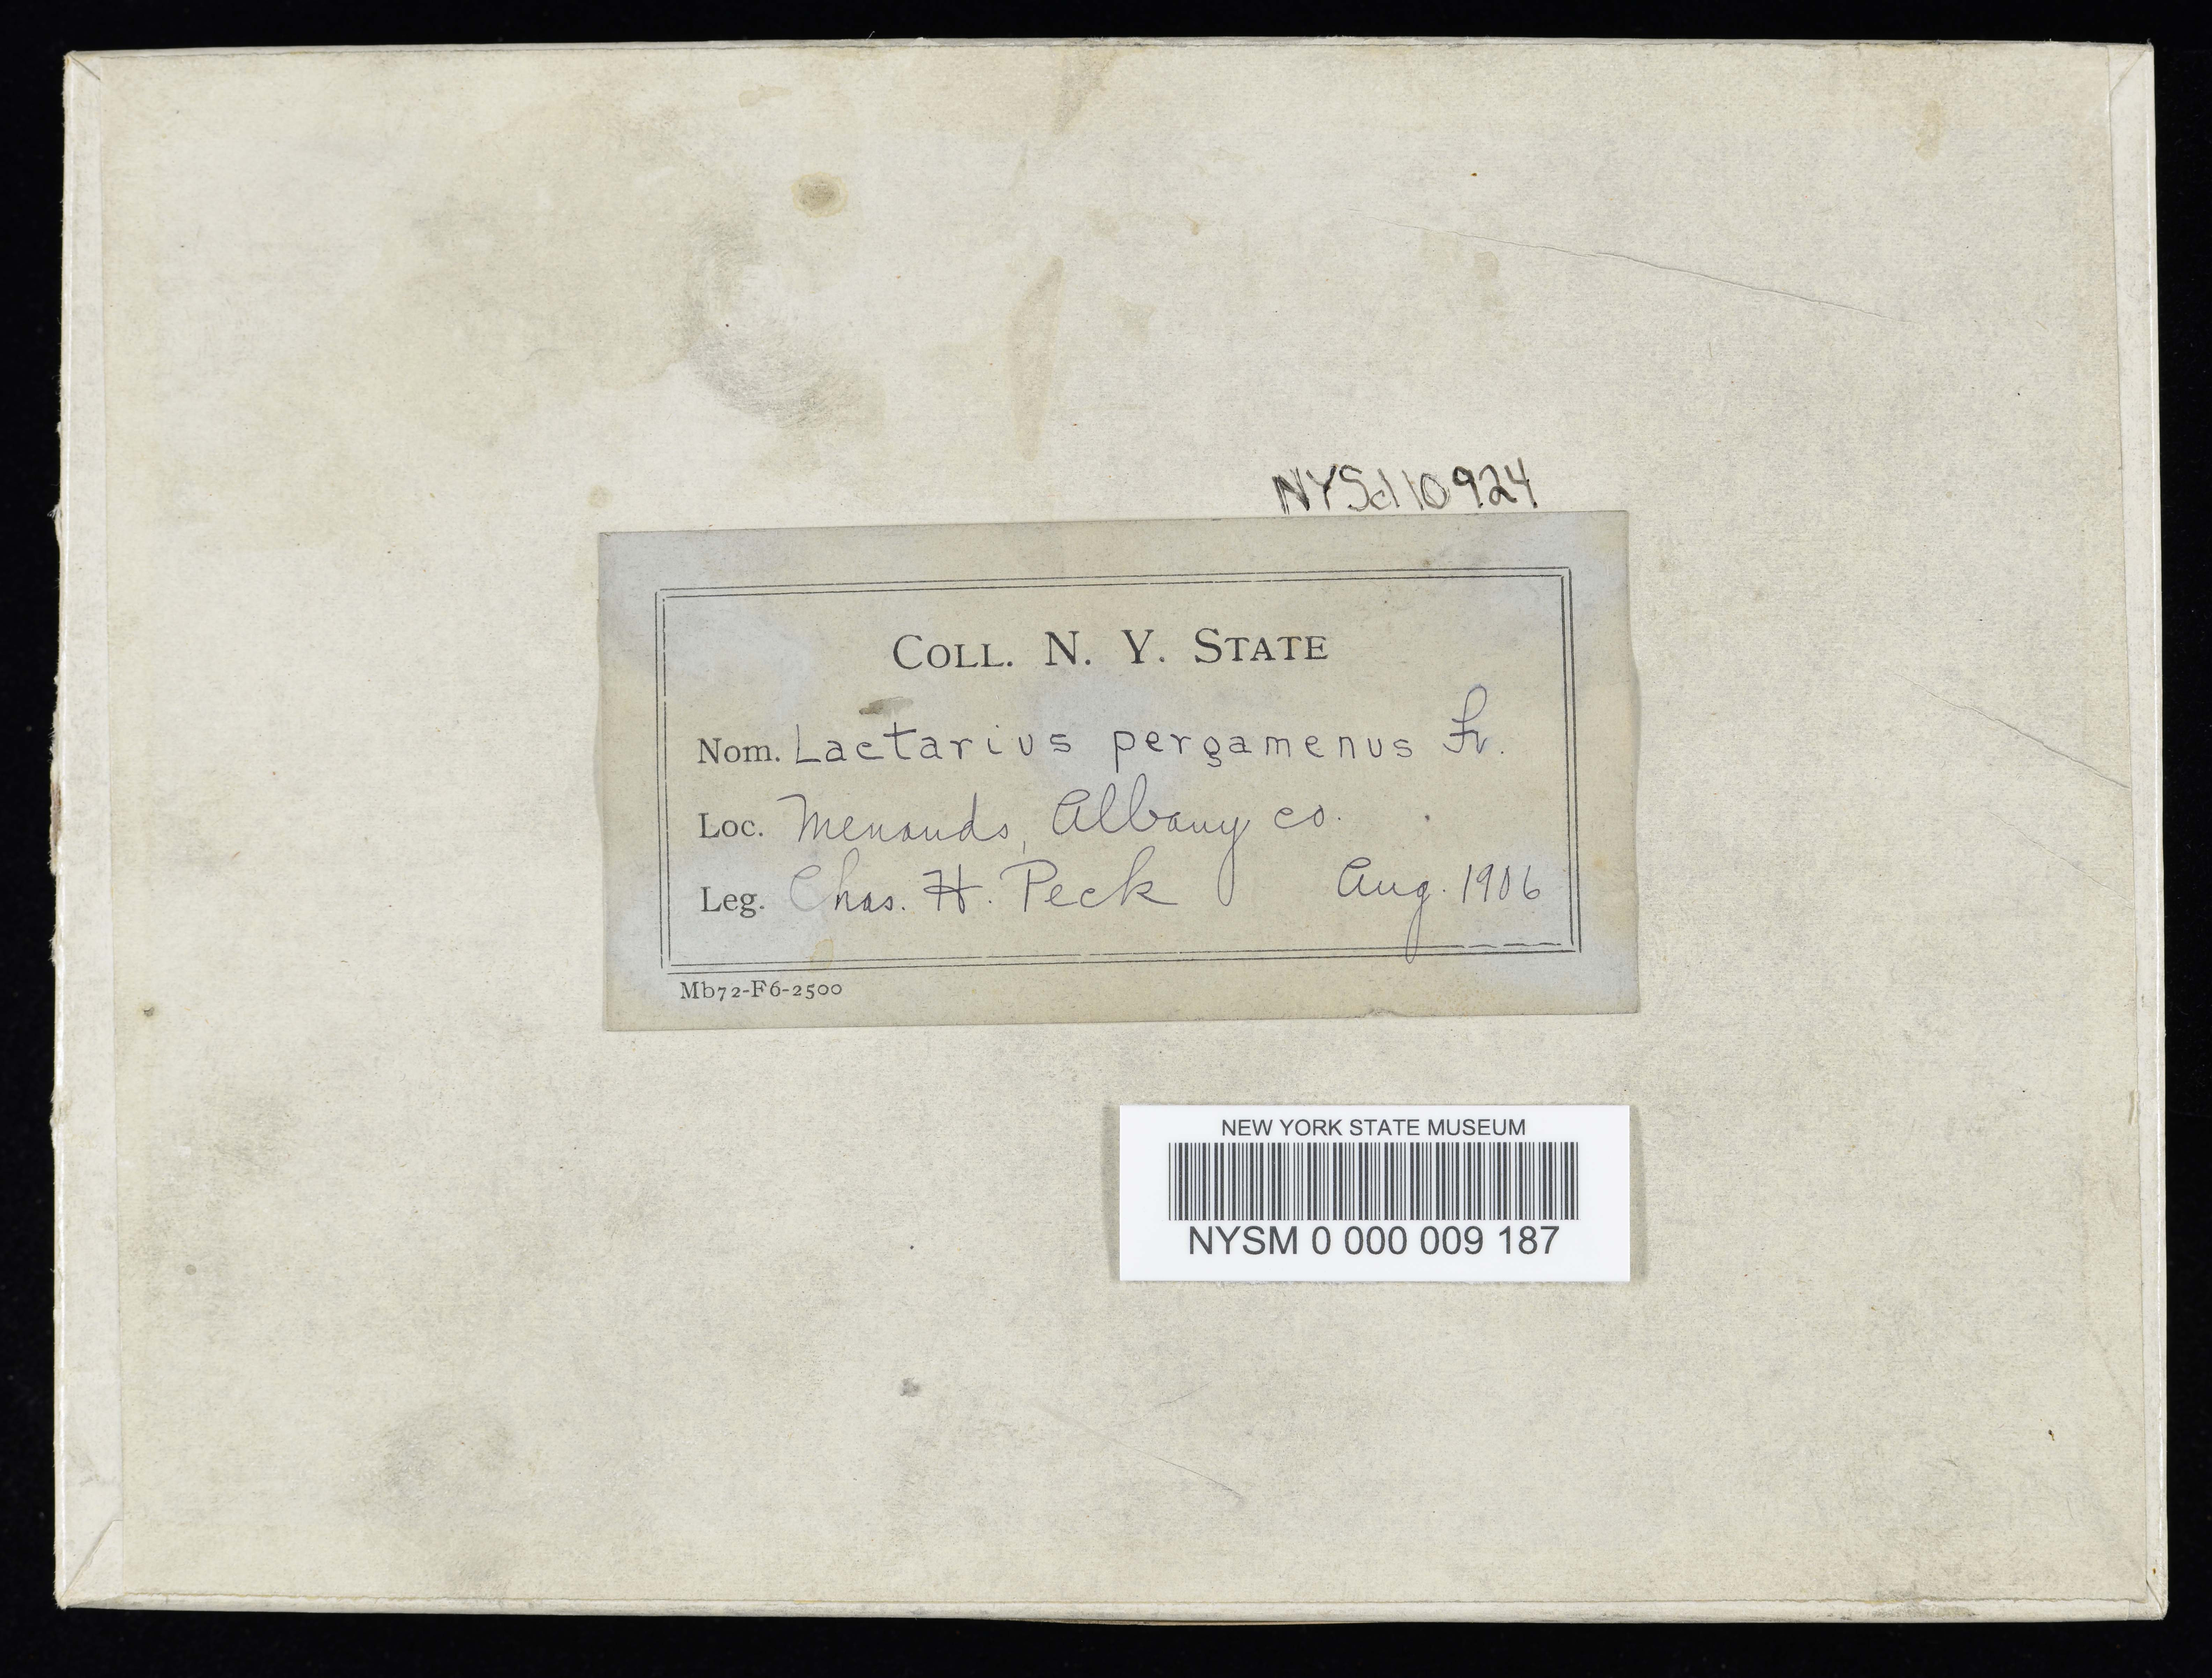 NYSd10924
COLL. N. Y. STATE
Nom. Lactarius pergamenus Fr.
Loc. Menands, Albany co.
Leg. Chas. H. Peck Aug. 1906
Mb72-F6-2500
NEW YORK STATE MUSEUM
NYSM 0 000 009 187